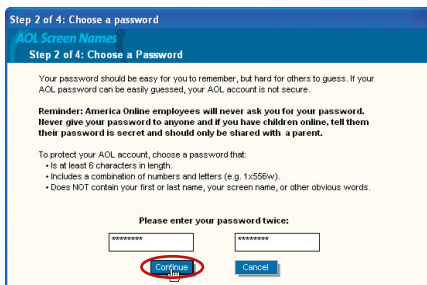 Step 2 of 4: Choose a password
AOL Screen Names
Step 2 of 4: Choose a Password
Your password should be easy for you to remember, but hard for others to guess. If your
AOL password can be easily guessed, your AOL account is not secure.
Reminder: America Online employees will never ask you for your password.
Never give your password to anyone and if you have children online, tell them
their password is secret and should only be shared with a parent.
To protect your AOL account, choose a password that:
• Is at least 6 characters in length.
• Includes a combination of numbers and letters (e.g. 1x556w).
• Does NOT contain your first or last name, your screen name, or other obvious words.
Please enter your password twice:
******** ********
Continue Cancel